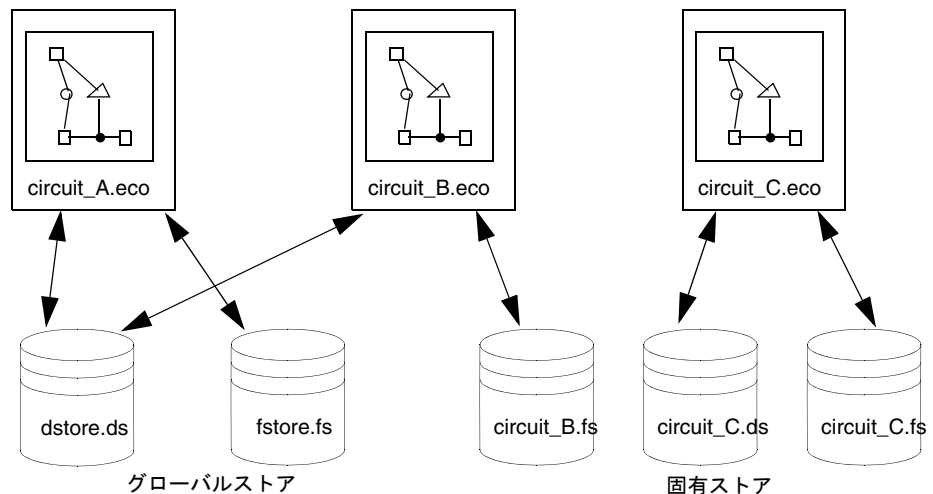 circuit_A.eco
circuit_B.eco
circuit_C.eco
dstore.ds
fstore.fs
circuit_B.fs
circuit_C.ds
circuit_C.fs
グローバルストア
固有ストア